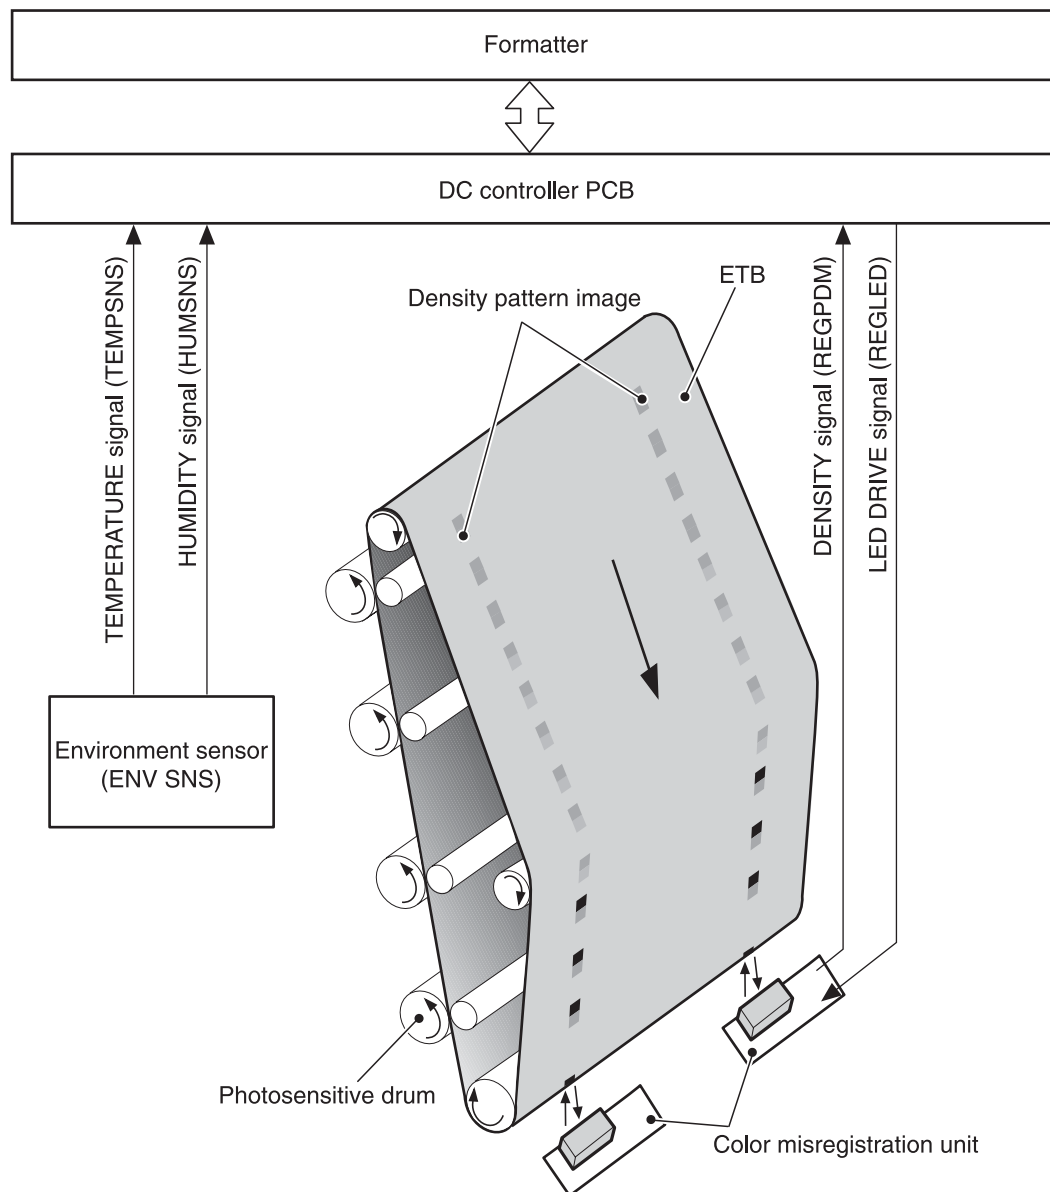 Formatter
DC controller PCB
TEMPERATURE signal (TEMPSNS)
HUMIDITY signal (HUMSNS)
Density pattern image
ETB
DENSITY signal (REGPDM)
LED DRIVE signal (REGLED)
Environment sensor
(ENV SNS)
Photosensitive drum
Color misregistration unit